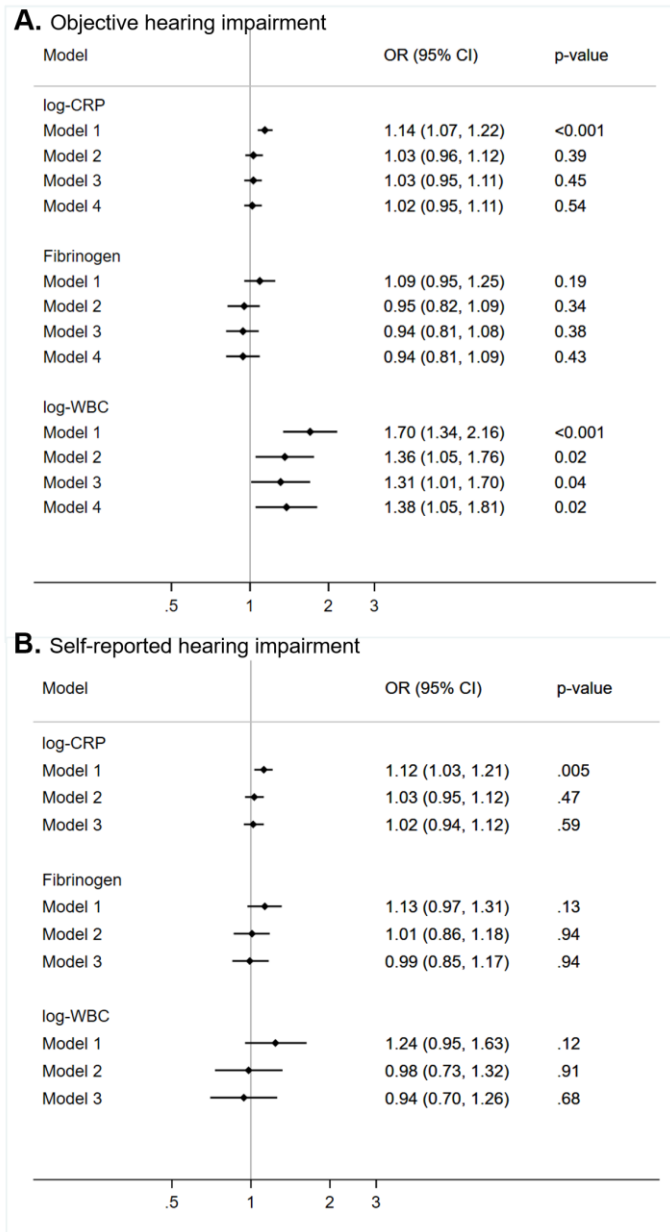 A. Objective hearing impairment
Model OR (95% CI) p-value
log-CRP
Model 1 1.14 (1.07, 1.22) <0.001
Model 2 1.03 (0.96, 1.12) 0.39
Model 3 1.03 (0.95, 1.11) 0.45
Model 4 1.02 (0.95, 1.11) 0.54
Fibrinogen
Model 1 1.09 (0.95, 1.25) 0.19
Model 2 0.95 (0.82, 1.09) 0.34
Model 3 0.94 (0.81, 1.08) 0.38
Model 4 0.94 (0.81, 1.09) 0.43
log-WBC
Model 1 1.70 (1.34, 2.16) <0.001
Model 2 1.36 (1.05, 1.76) 0.02
Model 3 1.31 (1.01, 1.70) 0.04
Model 4 1.38 (1.05, 1.81) 0.02
.5 1 2 3
B. Self-reported hearing impairment
Model OR (95% CI) p-value
log-CRP
Model 1 1.12 (1.03, 1.21) .005
Model 2 1.03 (0.95, 1.12) .47
Model 3 1.02 (0.94, 1.12) .59
Fibrinogen
Model 1 1.13 (0.97, 1.31) .13
Model 2 1.01 (0.86, 1.18) .94
Model 3 0.99 (0.85, 1.17) .94
log-WBC
Model 1 1.24 (0.95, 1.63) .12
Model 2 0.98 (0.73, 1.32) .91
Model 3 0.94 (0.70, 1.26) .68
.5 1 2 3